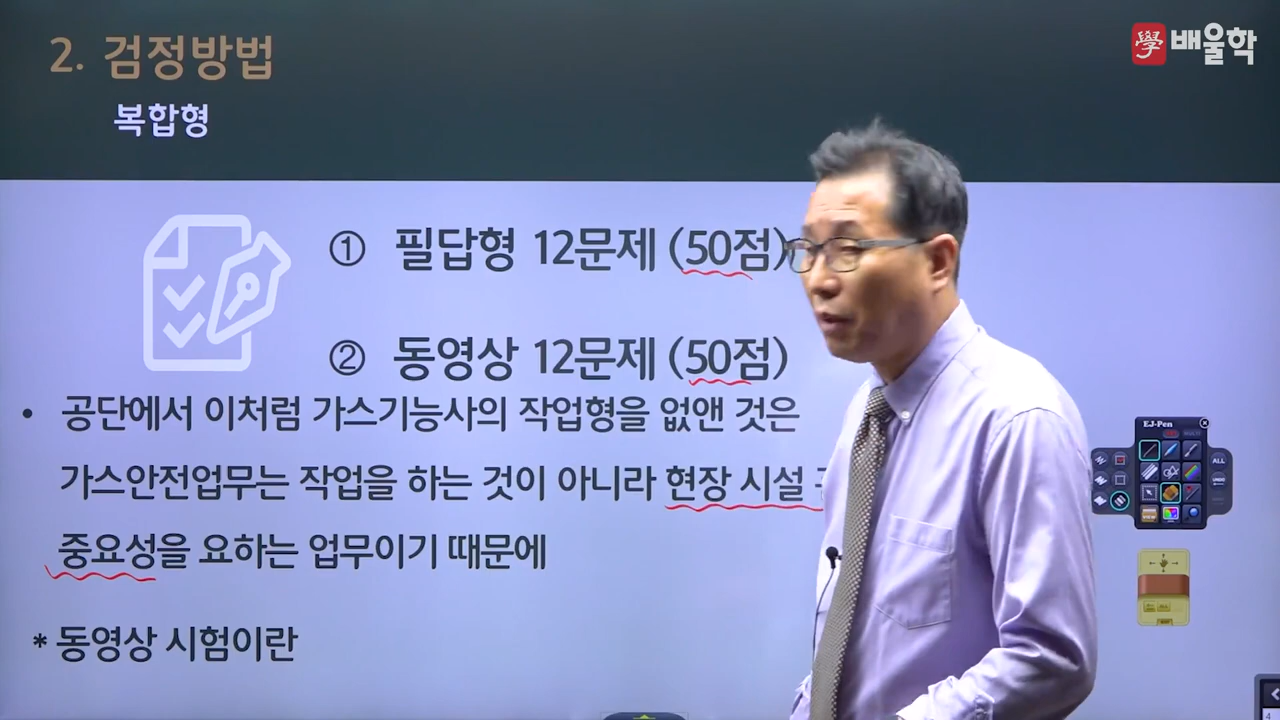 2. 검정방법
學 배울학
복합형
① 필답형 12문제 (50점)
② 동영상 12문제 (50점)
• 공단에서 이처럼 가스기능사의 작업형을 없앤 것은
가스안전업무는 작업을 하는 것이 아니라 현장 시설
중요성을 요하는 업무이기 때문에
* 동영상 시험이란
EJ-Pen
ALL
UNDO